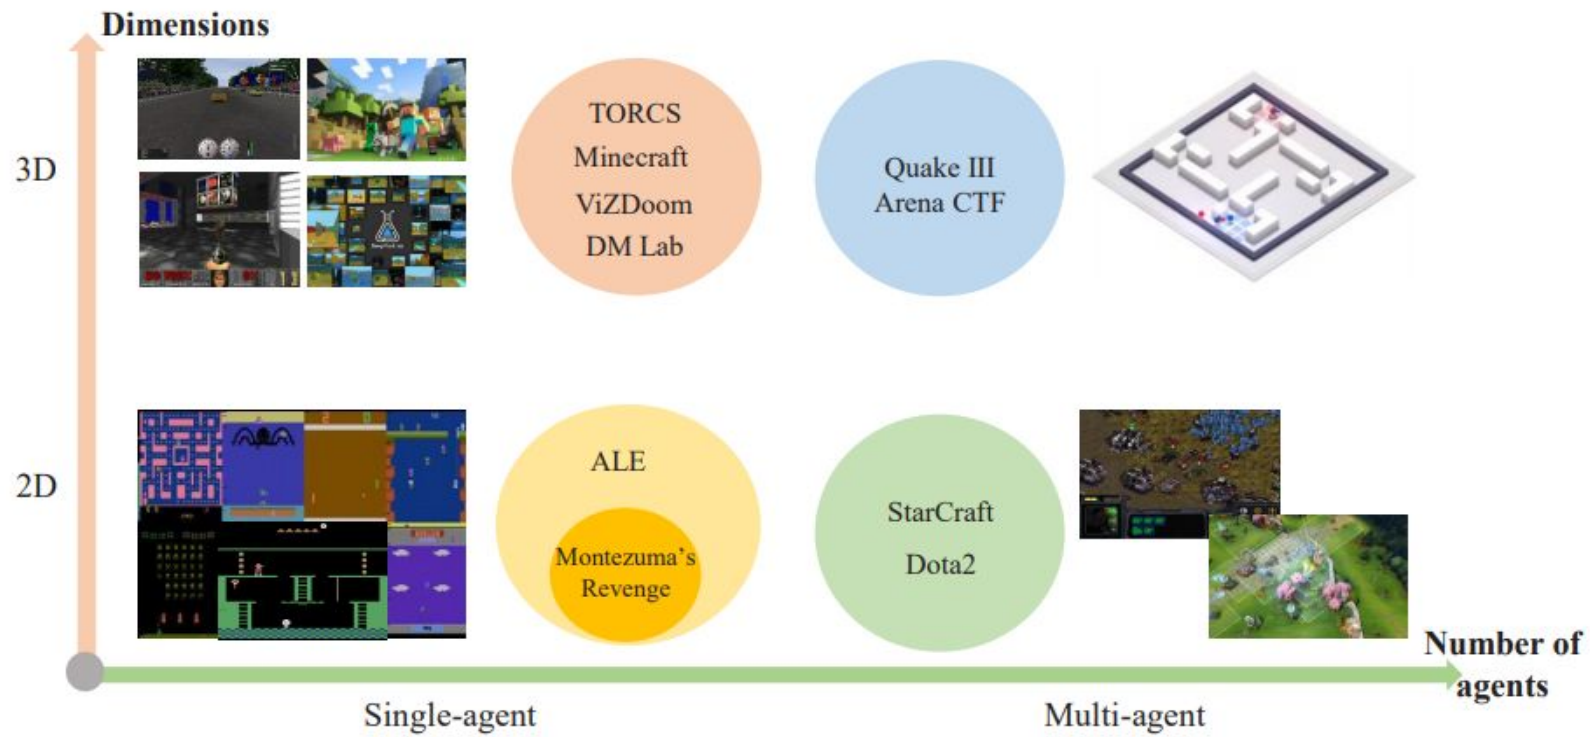 Dimensions
3D
TORCS
Minecraft
ViZDoom
DM Lab
Quake III
Arena CTF
2D
ALE
Montezuma's
Revenge
StarCraft
Dota2
Number of
agents
Single-agent
Multi-agent